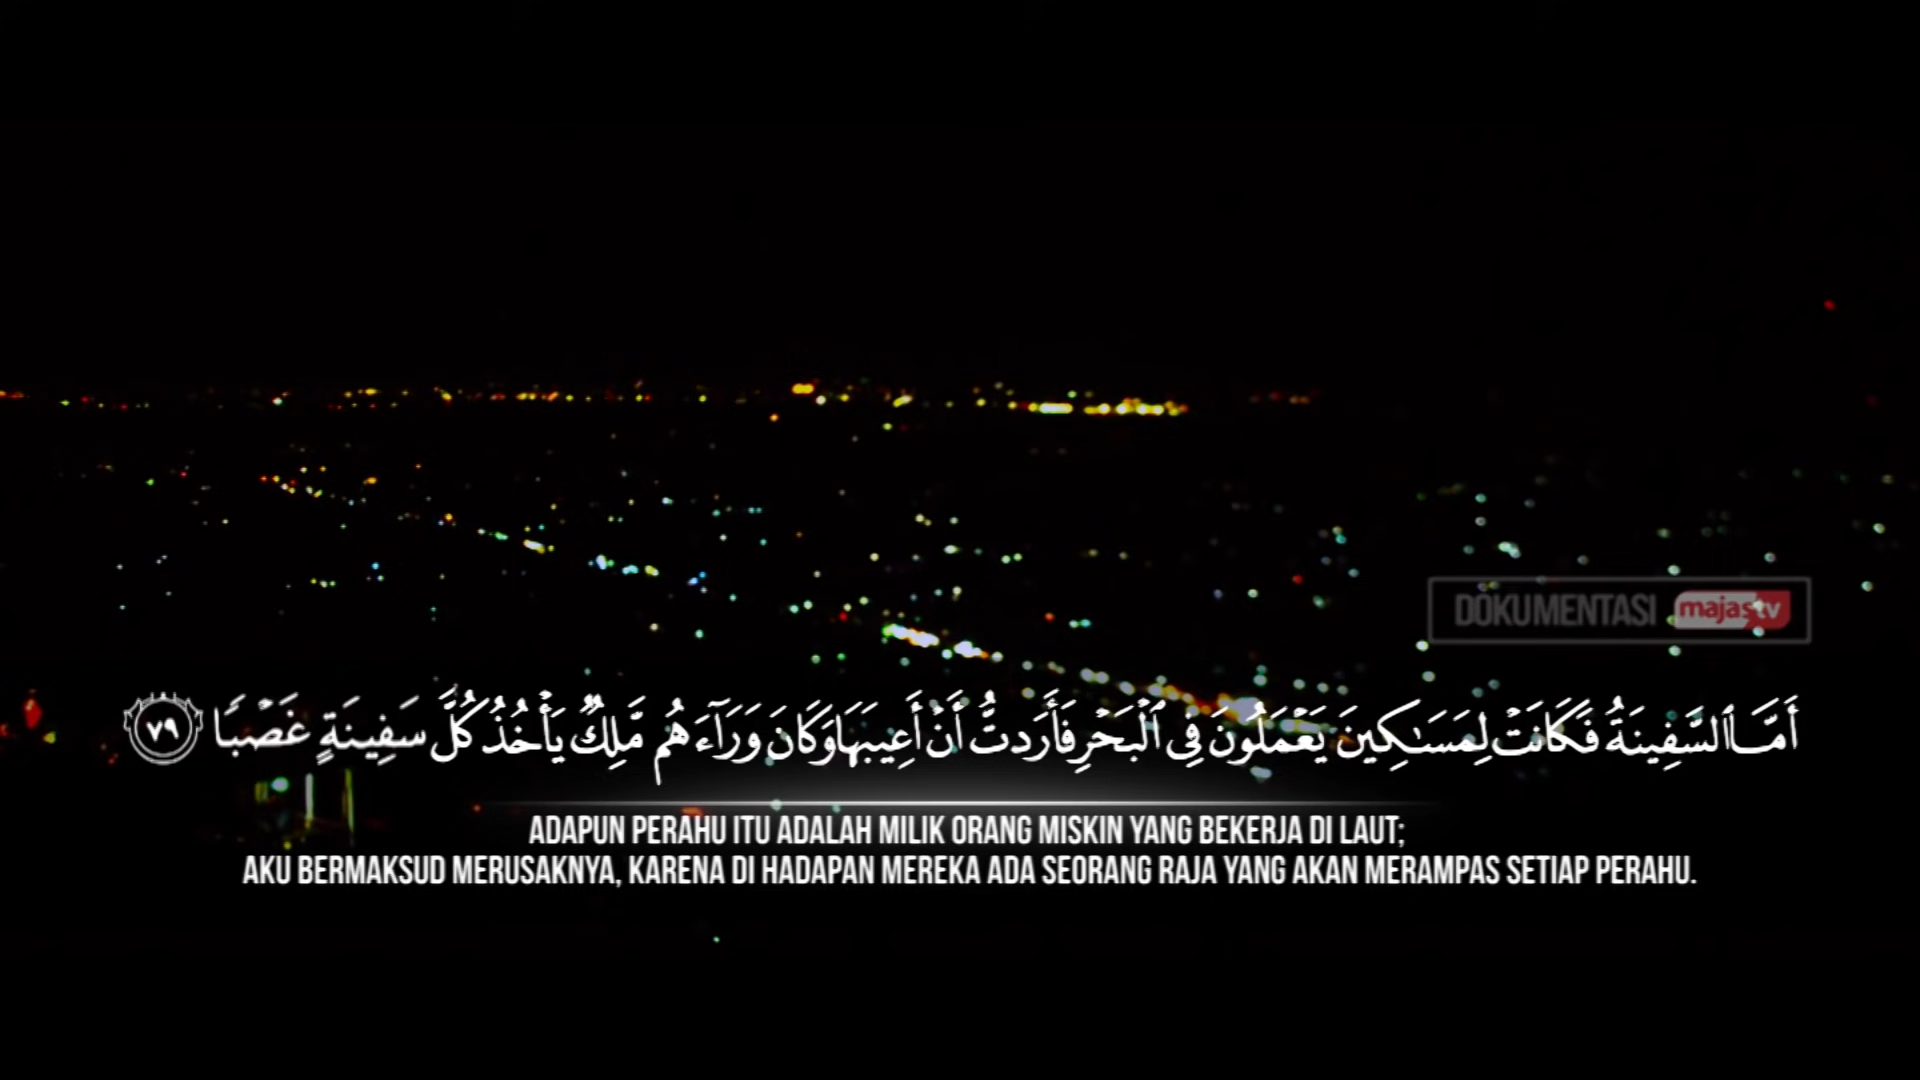 DOKUMENTASI majastv
أَمَّا ٱلسَّفِينَةُ فَكَانَتْ لِمَسَـٰكِينَ يَعْمَلُونَ فِى ٱلْبَحْرِ فَأَرَدتُّ أَنْ أَعِيبَهَا وَكَانَ وَرَآءَهُم مَّلِكٌ يَأْخُذُ كُلَّ سَفِينَةٍ غَصْبًا ٧٩
ADAPUN PERAHU ITU ADALAH MILIK ORANG MISKIN YANG BEKERJA DI LAUT;
AKU BERMAKSUD MERUSAKNYA, KARENA DI HADAPAN MEREKA ADA SEORANG RAJA YANG AKAN MERAMPAS SETIAP PERAHU.